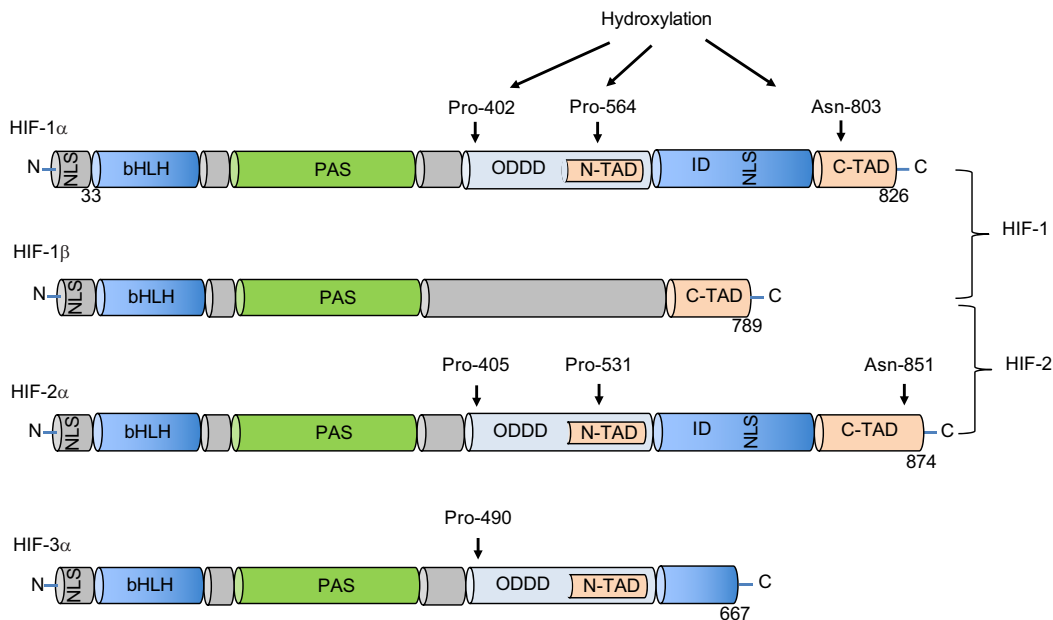 Hydroxylation
Pro-402 Pro-564 Asn-803
HIF-1α
N NLS bHLH PAS ODDD N-TAD ID NLS C-TAD C
33 826
HIF-1
HIF-1β
N NLS bHLH PAS C-TAD C
789
HIF-2
Pro-405 Pro-531 Asn-851
HIF-2α
N NLS bHLH PAS ODDD N-TAD ID NLS C-TAD C
874
Pro-490
HIF-3α
N NLS bHLH PAS ODDD N-TAD C
667